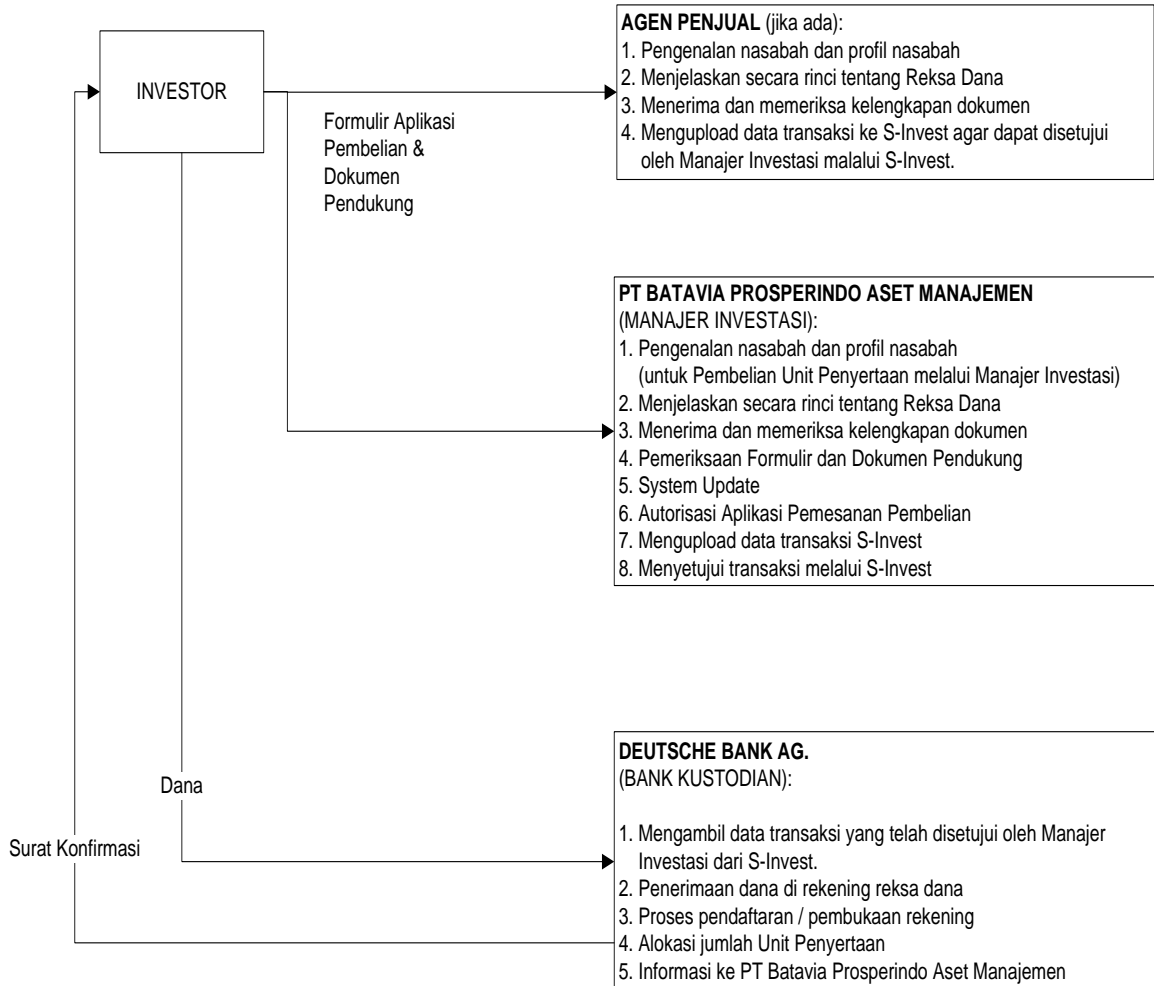 INVESTOR
Formulir Aplikasi
Pembelian &
Dokumen
Pendukung
AGEN PENJUAL (jika ada):
1. Pengenalan nasabah dan profil nasabah
2. Menjelaskan secara rinci tentang Reksa Dana
3. Menerima dan memeriksa kelengkapan dokumen
4. Mengupload data transaksi ke S-Invest agar dapat disetujui
oleh Manajer Investasi malalui S-Invest.
PT BATAVIA PROSPERINDO ASET MANAJEMEN
(MANAJER INVESTASI):
1. Pengenalan nasabah dan profil nasabah
(untuk Pembelian Unit Penyertaan melalui Manajer Investasi)
2. Menjelaskan secara rinci tentang Reksa Dana
3. Menerima dan memeriksa kelengkapan dokumen
4. Pemeriksaan Formulir dan Dokumen Pendukung
5. System Update
6. Autorisasi Aplikasi Pemesanan Pembelian
7. Mengupload data transaksi S-Invest
8. Menyetujui transaksi melalui S-Invest
Dana
Surat Konfirmasi
DEUTSCHE BANK AG.
(BANK KUSTODIAN):
1. Mengambil data transaksi yang telah disetujui oleh Manajer
Investasi dari S-Invest.
2. Penerimaan dana di rekening reksa dana
3. Proses pendaftaran / pembukaan rekening
4. Alokasi jumlah Unit Penyertaan
5. Informasi ke PT Batavia Prosperindo Aset Manajemen